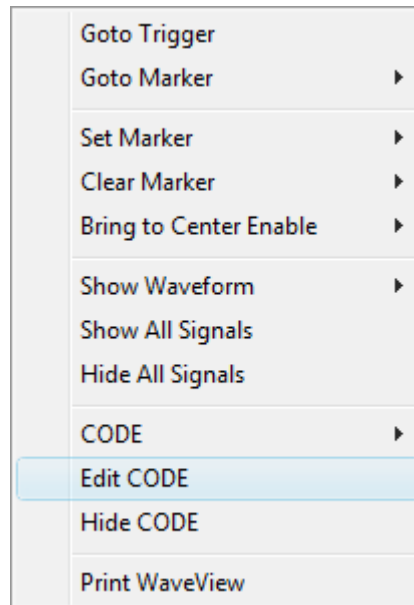 Goto Trigger
Goto Marker
Set Marker
Clear Marker
Bring to Center Enable
Show Waveform
Show All Signals
Hide All Signals
CODE
Edit CODE
Hide CODE
Print WaveView